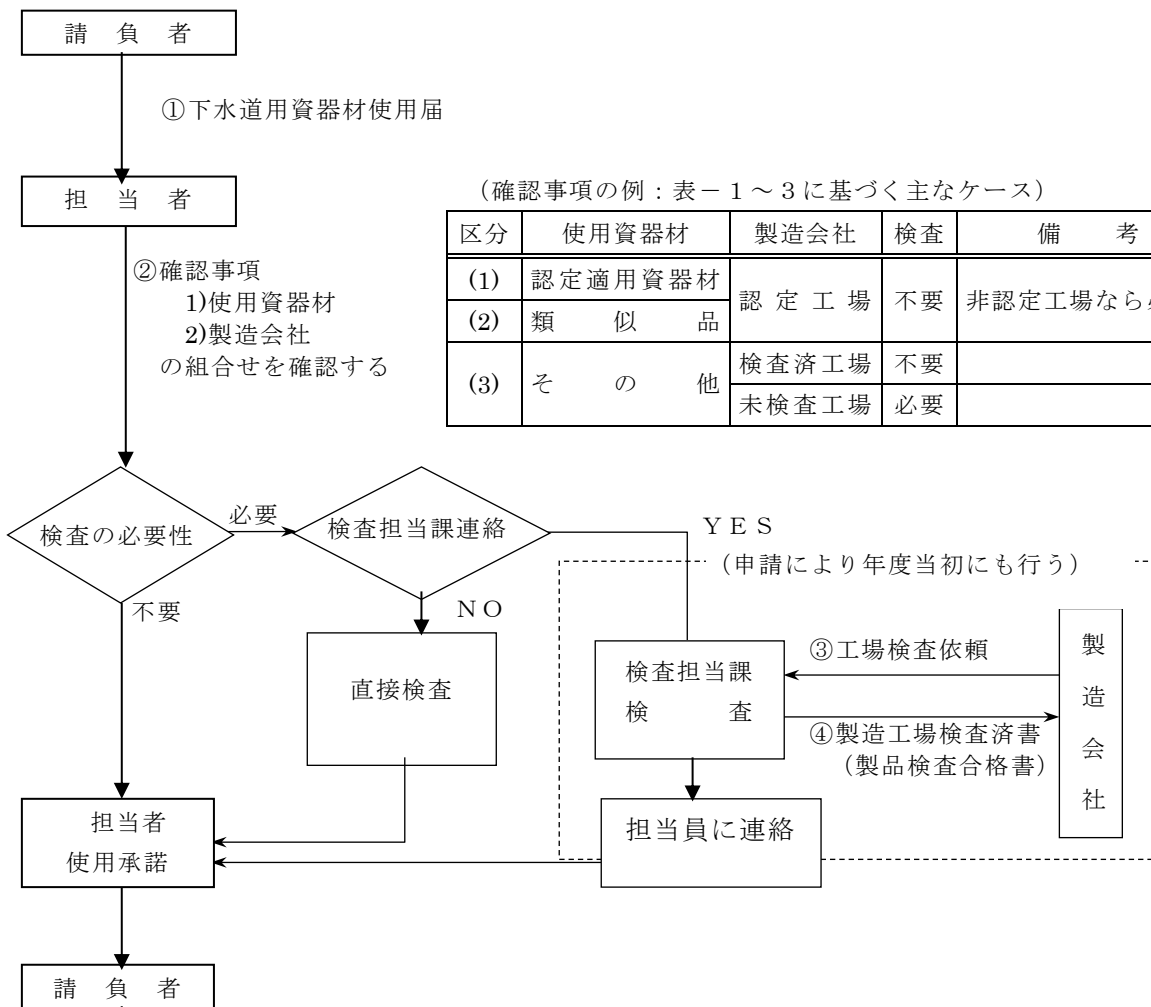 請負者
①下水道用資器材使用届
担当者
(確認事項の例：表－1～3に基づく主なケース)
区分 使用資器材 製造会社 検査 備考
(1) 認定適用資器材 認定工場 不要 非認定工場なら
(2) 類似品
(3) その他 検査済工場 不要
未検査工場 必要
②確認事項
1)使用資器材
2)製造会社
の組合せを確認する
検査の必要性
必要
検査担当課連絡
YES
(申請により年度当初にも行う)
不要
NO
直接検査
検査担当課
検査
③工場検査依頼
④製造工場検査済書
(製品検査合格書)
製造会社
担当者
使用承諾
担当員に連絡
請負者